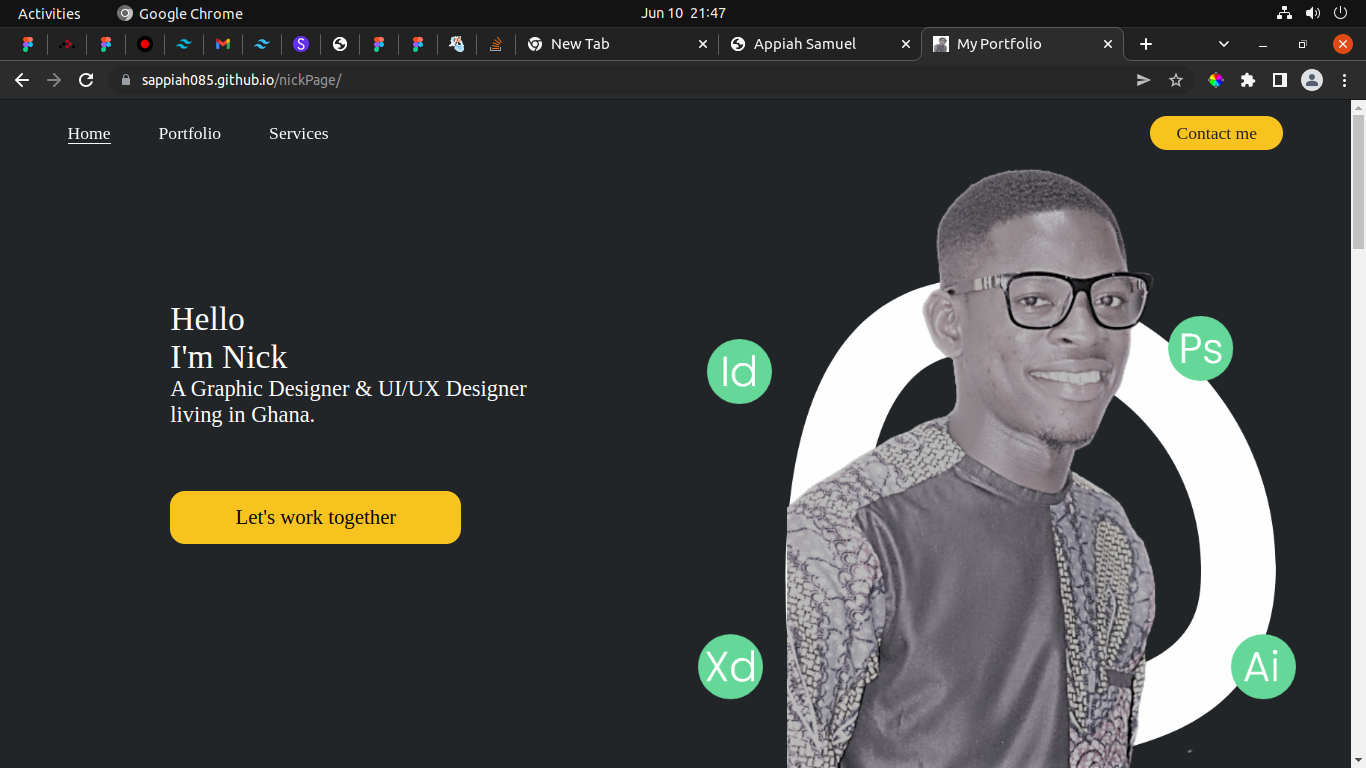 Activities
Google Chrome
Jun 10 21:47
S
New Tab
Appiah Samuel
My Portfolio
sappiah085.github.io/nickPage/
Home
Portfolio
Services
Contact me
Hello
I'm Nick
A Graphic Designer & UI/UX Designer
living in Ghana.
Let's work together
Id
Ps
Xd
Ai